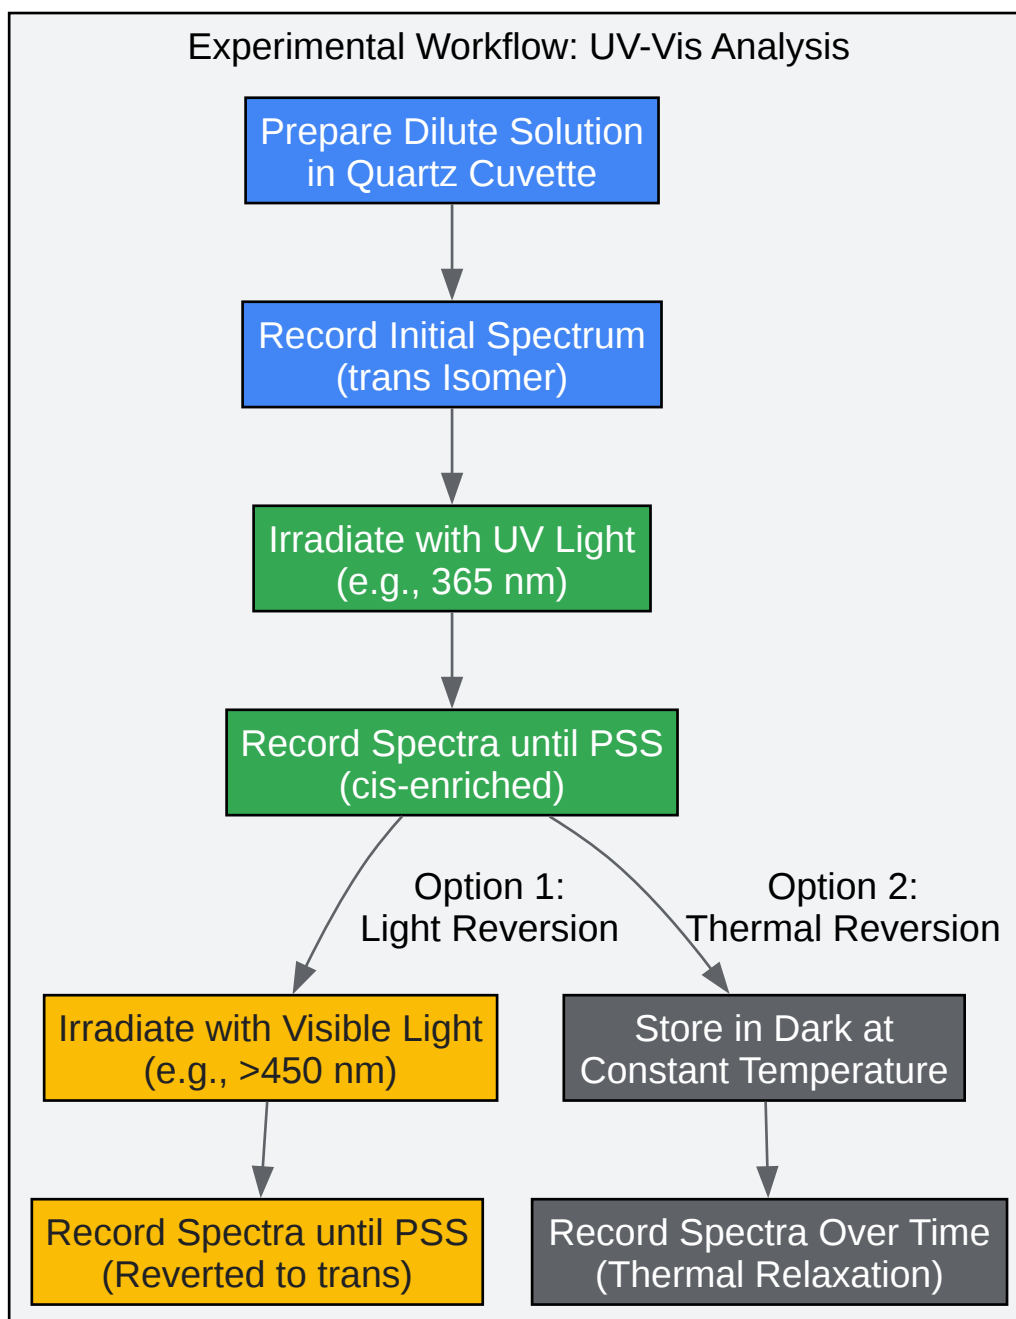 Experimental Workflow: UV-Vis Analysis
Prepare Dilute Solution
in Quartz Cuvette
Record Initial Spectrum
(trans Isomer)
Irradiate with UV Light
(e.g., 365 nm)
Record Spectra until PSS
(cis-enriched)
Option 1:
Light Reversion
Option 2:
Thermal Reversion
Irradiate with Visible Light
(e.g., >450 nm)
Store in Dark at
Constant Temperature
Record Spectra until PSS
(Reverted to trans)
Record Spectra Over Time
(Thermal Relaxation)